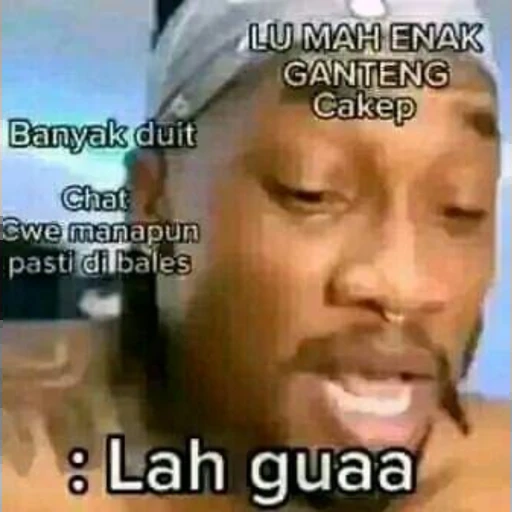 LU MAH ENAK
GANTENG
Cakep
Banyak duit
Chat
Cwe manapun
pasti di bales
: Lah guaa